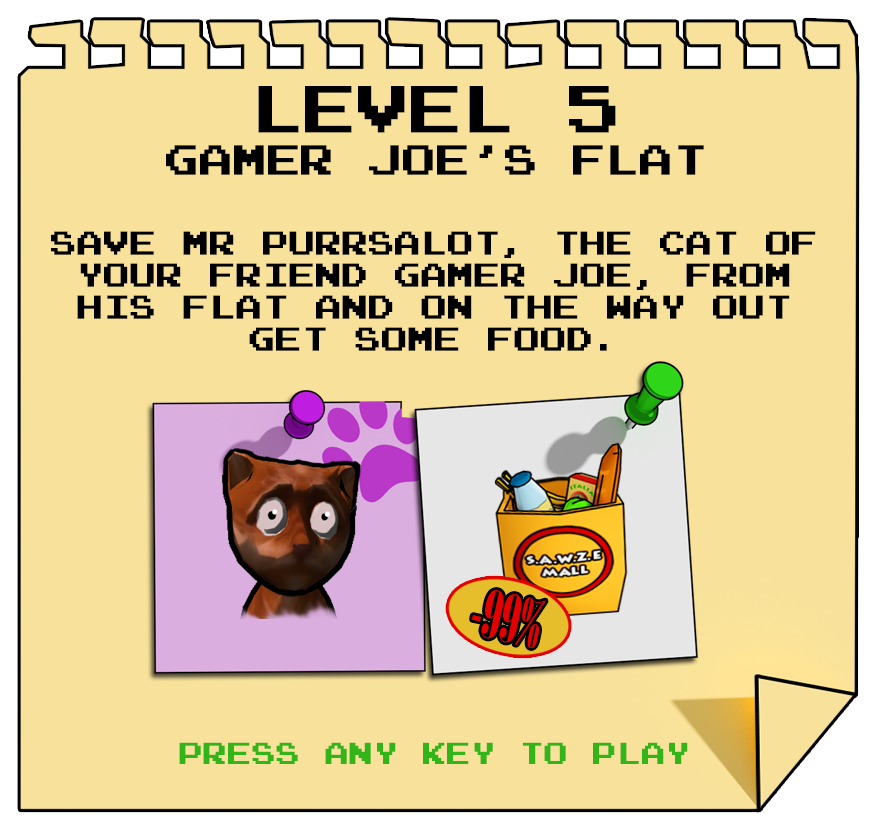 LEVEL 5
GAMER JOE'S FLAT
SAVE MR PURRSALOT, THE CAT OF
YOUR FRIEND GAMER JOE, FROM
HIS FLAT AND ON THE WAY OUT
GET SOME FOOD.
ITALIA
S.A.W.Z.E
MALL
-99%
PRESS ANY KEY TO PLAY